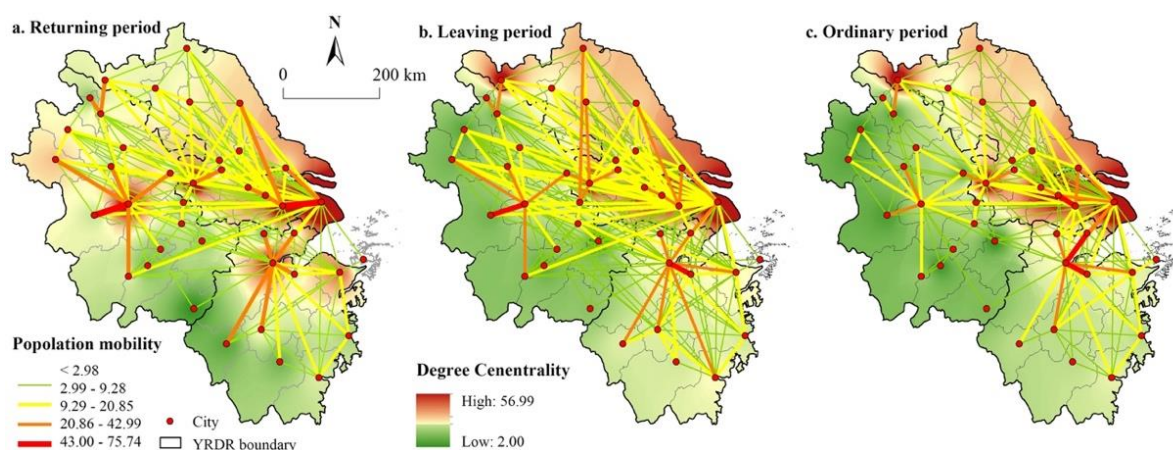 a. Returning period
N
0
200 km
b. Leaving period
c. Ordinary period
Popolation mobility
< 2.98
2.99 - 9.28
9.29 - 20.85
20.86 - 42.99
43.00 - 75.74
City
YRDR boundary
Degree Cenentrality
High: 56.99
Low: 2.00